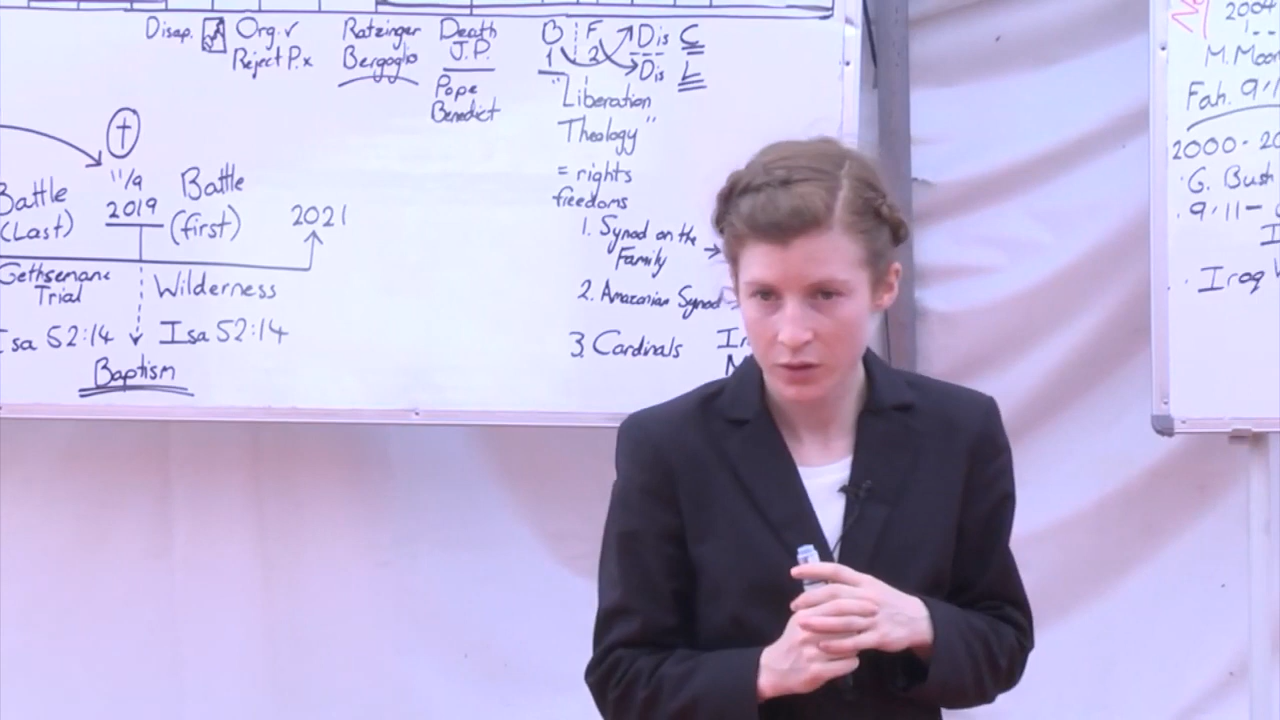 Disap.
Org.✓
Reject P.x
Ratzinger
Bergoglio
Death
J.P.
Pope
Benedict
B F Dis C
1 2 Dis L
"Liberation
Theology"
= rights
freedoms
1. Synod on the
Family
2. Amazonian Synod
3. Cardinals
Battle
(Last)
11/9
2019
Battle
(first)
2021
Gethsemane
Trial
Wilderness
Isa 52:14
Isa 52:14
Baptism
2004
M. Moor
Fah. 9/1
2000-20
G. Bush
9/11-
Iraq